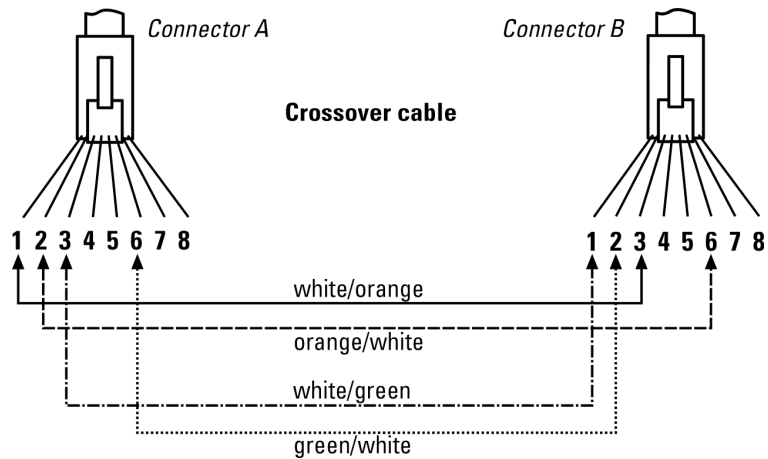 Connector A
Connector B
Crossover cable
1 2 3 4 5 6 7 8
1 2 3 4 5 6 7 8
white/orange
orange/white
white/green
green/white